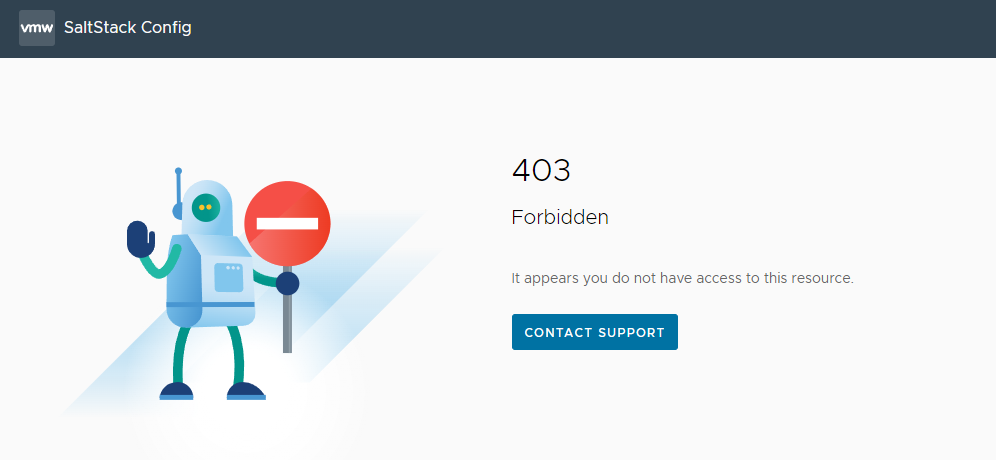 vmw SaltStack Config
403
Forbidden
It appears you do not have access to this resource.
CONTACT SUPPORT